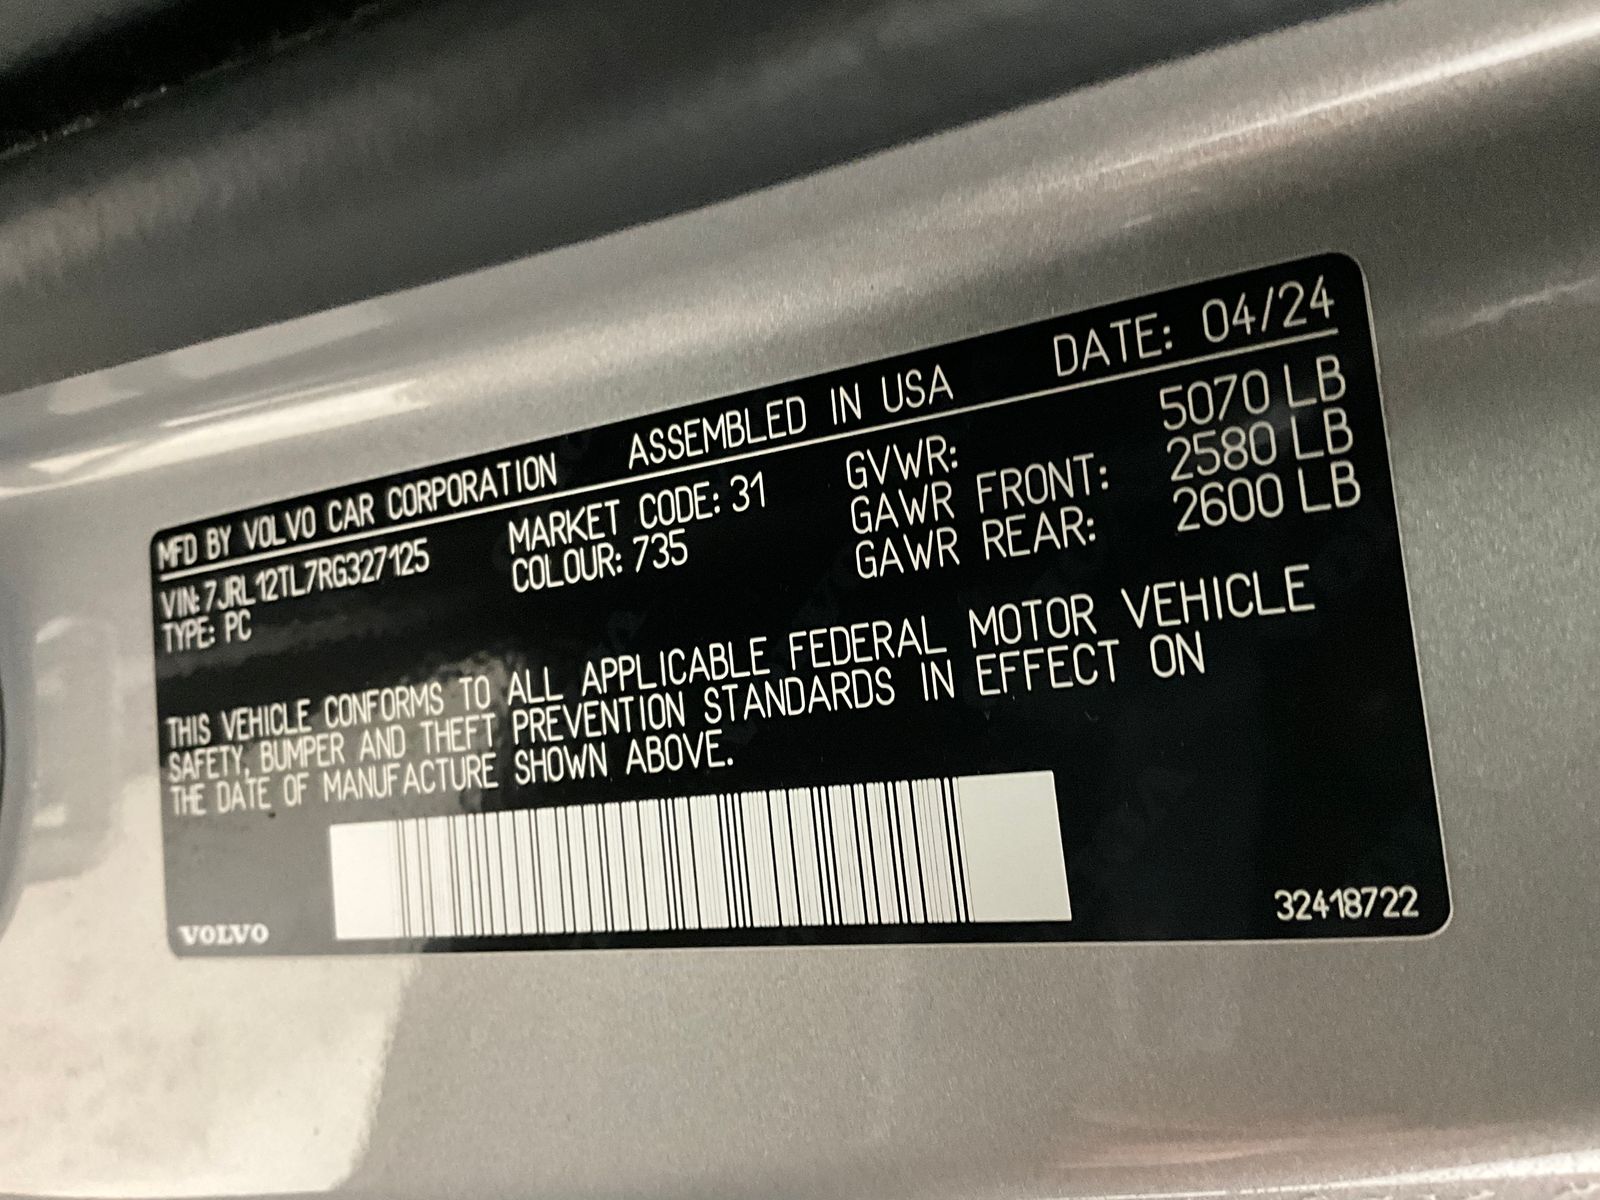 MFD BY VOLVO CAR CORPORATION ASSEMBLED IN USA DATE: 04/24
VIN: 7JRL12TL7RG327125 MARKET CODE: 31 GVWR: 5070 LB
TYPE: PC COLOUR: 735 GAWR FRONT: 2580 LB
GAWR REAR: 2600 LB
THIS VEHICLE CONFORMS TO ALL APPLICABLE FEDERAL MOTOR VEHICLE
SAFETY, BUMPER AND THEFT PREVENTION STANDARDS IN EFFECT ON
THE DATE OF MANUFACTURE SHOWN ABOVE.
VOLVO 32418722